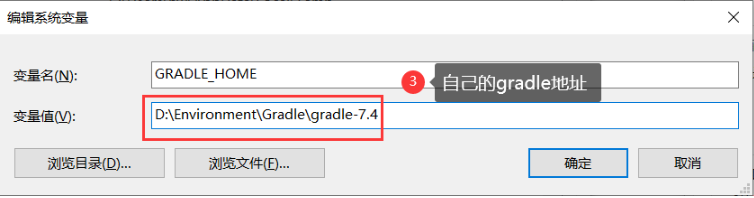 编辑系统变量
变量名(N):
GRADLE_HOME
3 自己的gradle地址
变量值(V):
D:\Environment\Gradle\gradle-7.4
浏览目录(D)...
浏览文件(F)...
确定
取消